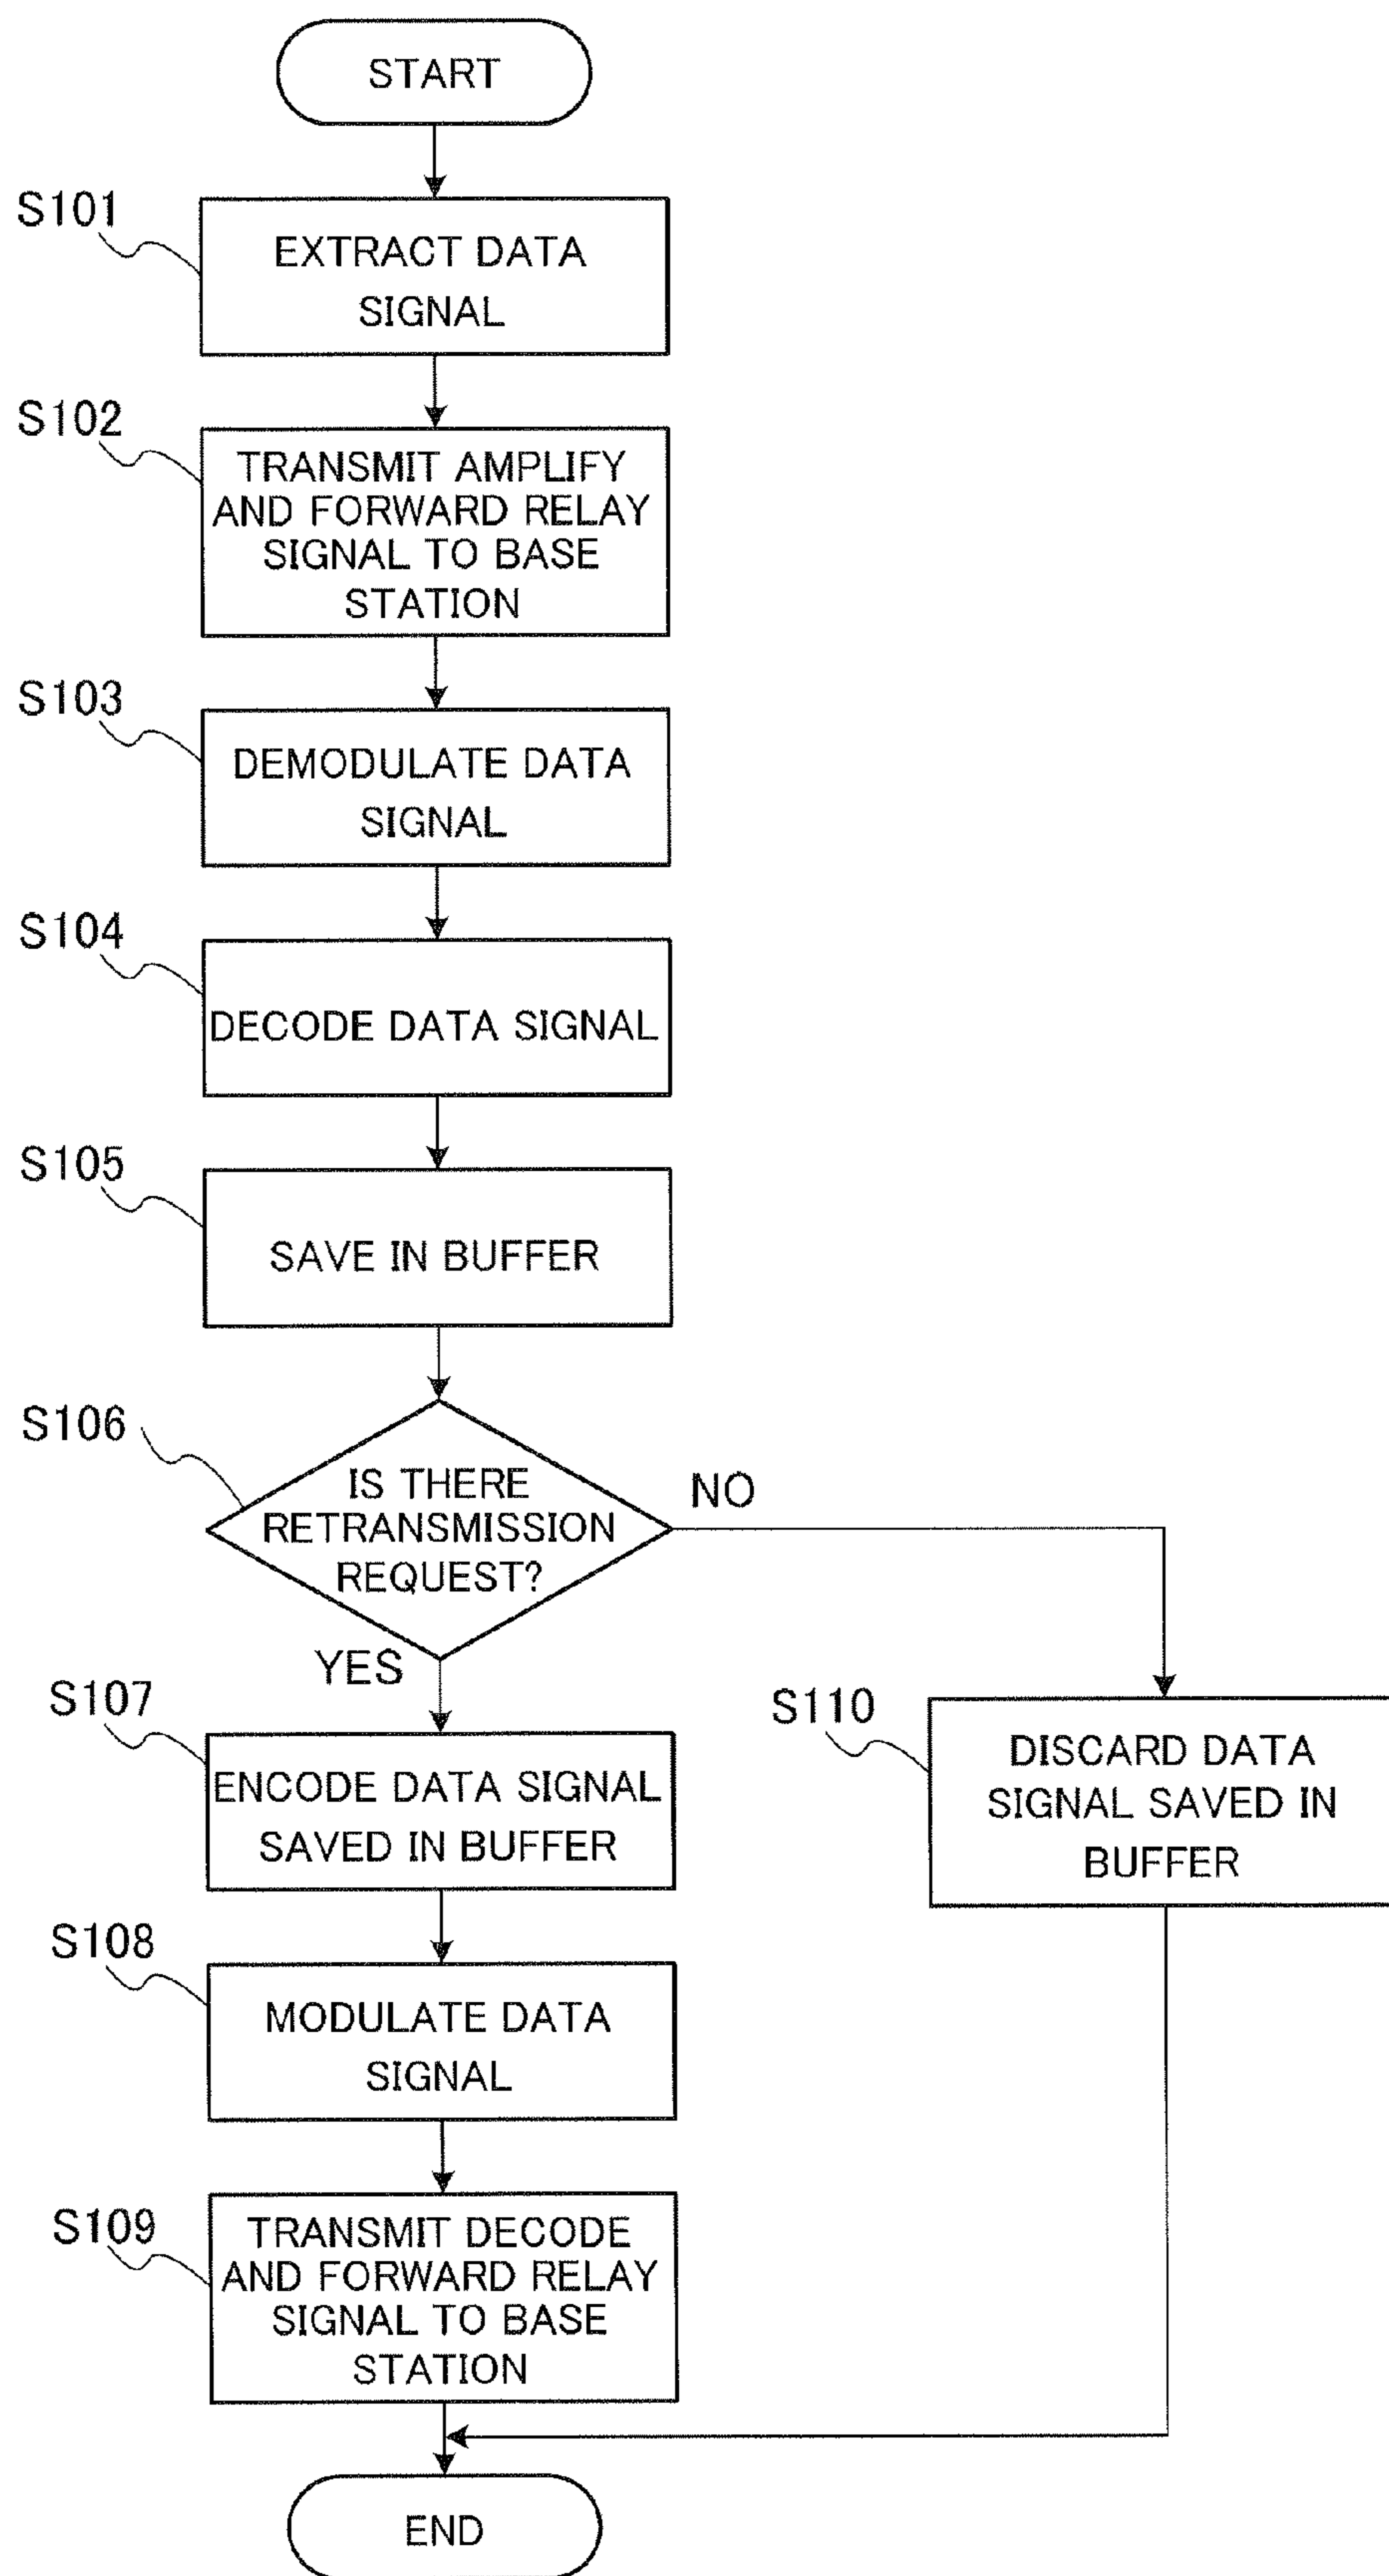 START
S101
EXTRACT DATA
SIGNAL
S102
TRANSMIT AMPLIFY
AND FORWARD RELAY
SIGNAL TO BASE
STATION
S103
DEMODULATE DATA
SIGNAL
S104
DECODE DATA SIGNAL
S105
SAVE IN BUFFER
S106
IS THERE
RETRANSMISSION
REQUEST?
NO
YES
S107
ENCODE DATA SIGNAL
SAVED IN BUFFER
S110
DISCARD DATA
SIGNAL SAVED IN
BUFFER
S108
MODULATE DATA
SIGNAL
S109
TRANSMIT DECODE
AND FORWARD RELAY
SIGNAL TO BASE
STATION
END